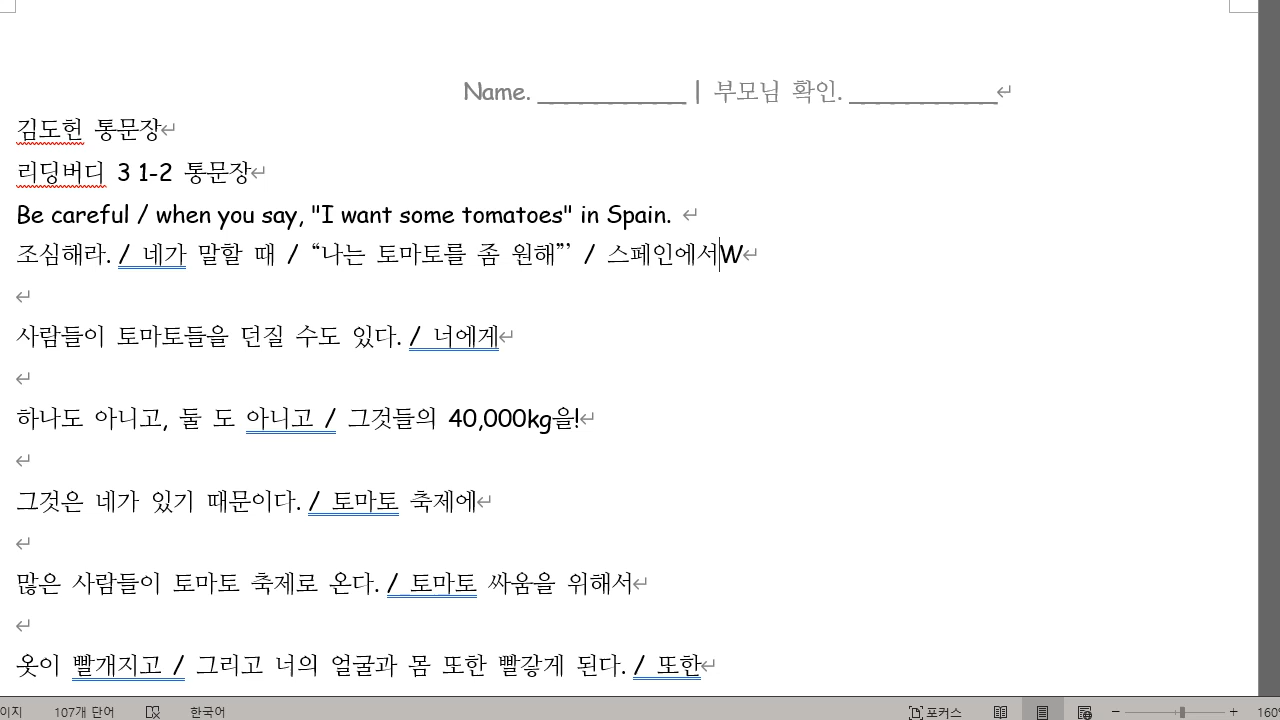 Name. ___________ | 부모님 확인. ___________
김도헌 통문장
리딩버디 3 1-2 통문장
Be careful / when you say, "I want some tomatoes" in Spain.
조심해라. / 네가 말할 때 / “나는 토마토를 좀 원해”’ / 스페인에서W
사람들이 토마토들을 던질 수도 있다. / 너에게
하나도 아니고, 둘 도 아니고 / 그것들의 40,000kg을!
그것은 네가 있기 때문이다. / 토마토 축제에
많은 사람들이 토마토 축제로 온다. / 토마토 싸움을 위해서
옷이 빨개지고 / 그리고 너의 얼굴과 몸 또한 빨갛게 된다. / 또한
이지 107개 단어 한국어 포커스 160%